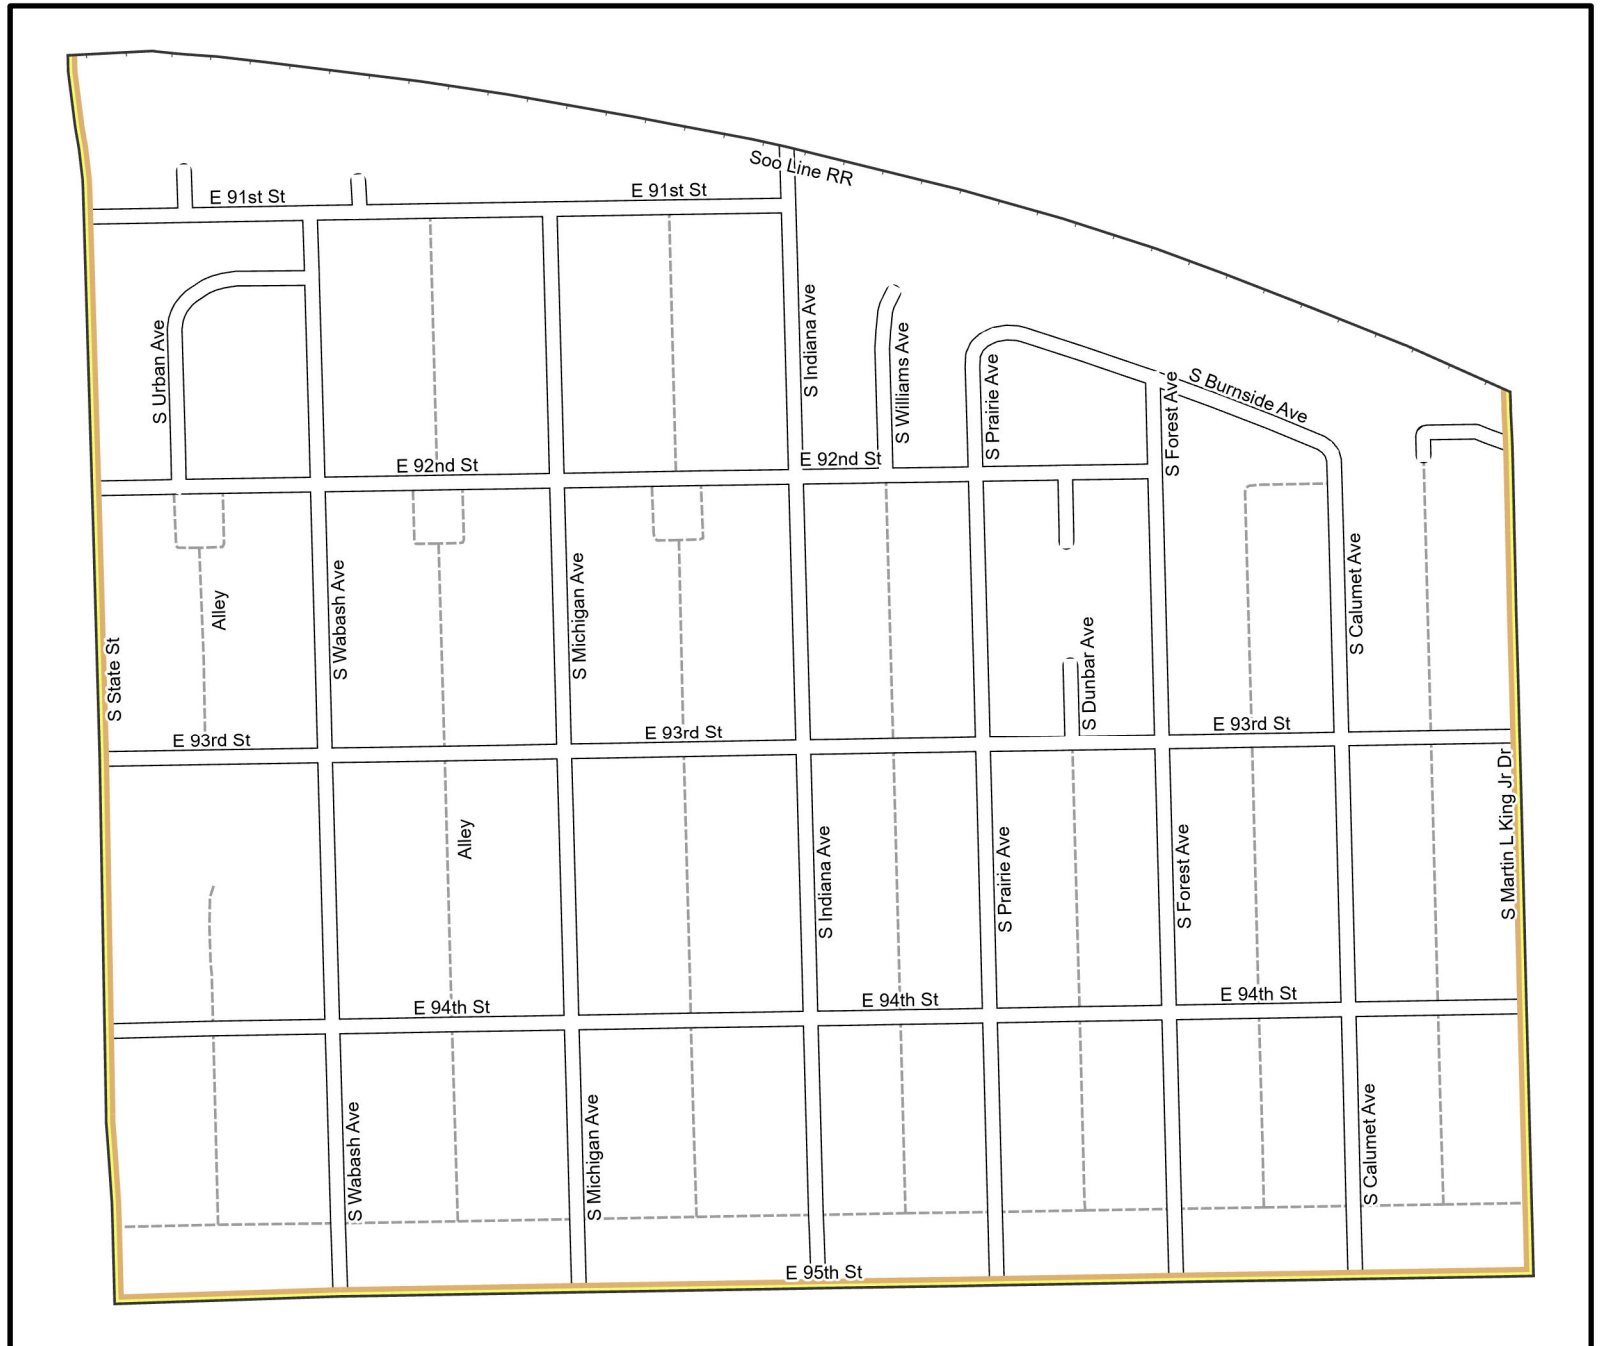 Soo Line RR
E 91st St
E 91st St
S Urban Ave
S Indiana Ave
S Williams Ave
S Prairie Ave
S Forest Ave
S Burnside Ave
E 92nd St
E 92nd St
Alley
S Wabash Ave
S Michigan Ave
S Calumet Ave
S State St
S Dunbar Ave
E 93rd St
E 93rd St
E 93rd St
S Martin L King Jr Dr
Alley
S Indiana Ave
S Prairie Ave
S Forest Ave
E 94th St
E 94th St
E 94th St
S Wabash Ave
S Michigan Ave
S Calumet Ave
E 95th St